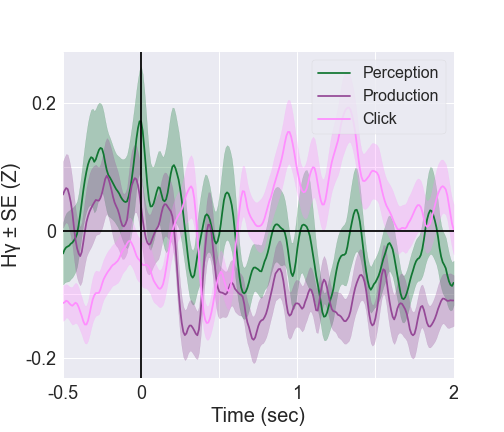 Perception
Production
Click
0.2
0
-0.2
Hγ ± SE (Z)
-0.5
0
1
2
Time (sec)